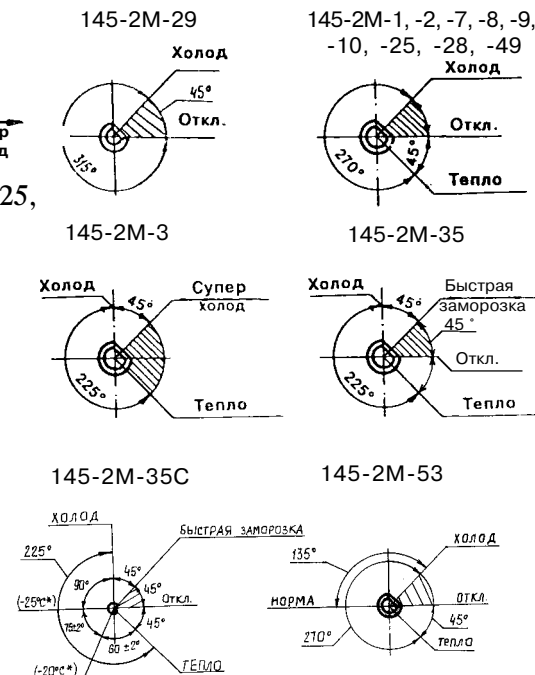 145-2М-29
Холод
45°
Откл.
315°
145-2М-1, -2, -7, -8, -9,
-10, -25, -28, -49
Холод
Откл.
45°
270°
Тепло
р
д
25,
145-2М-3
Холод
45°
Супер
холод
225°
Тепло
145-2М-35
Холод
45°
Быстрая
заморозка
45°
Откл.
225°
Тепло
145-2М-35С
ХОЛОД
БЫСТРАЯ ЗАМОРОЗКА
225°
45°
90°
45°
(-25°С*)
ОТКЛ.
75±2°
45°
60±2°
(-20°С*)
ТЕПЛО
145-2М-53
ХОЛОД
135°
НОРМА
ОТКЛ.
45°
270°
ТЕПЛО